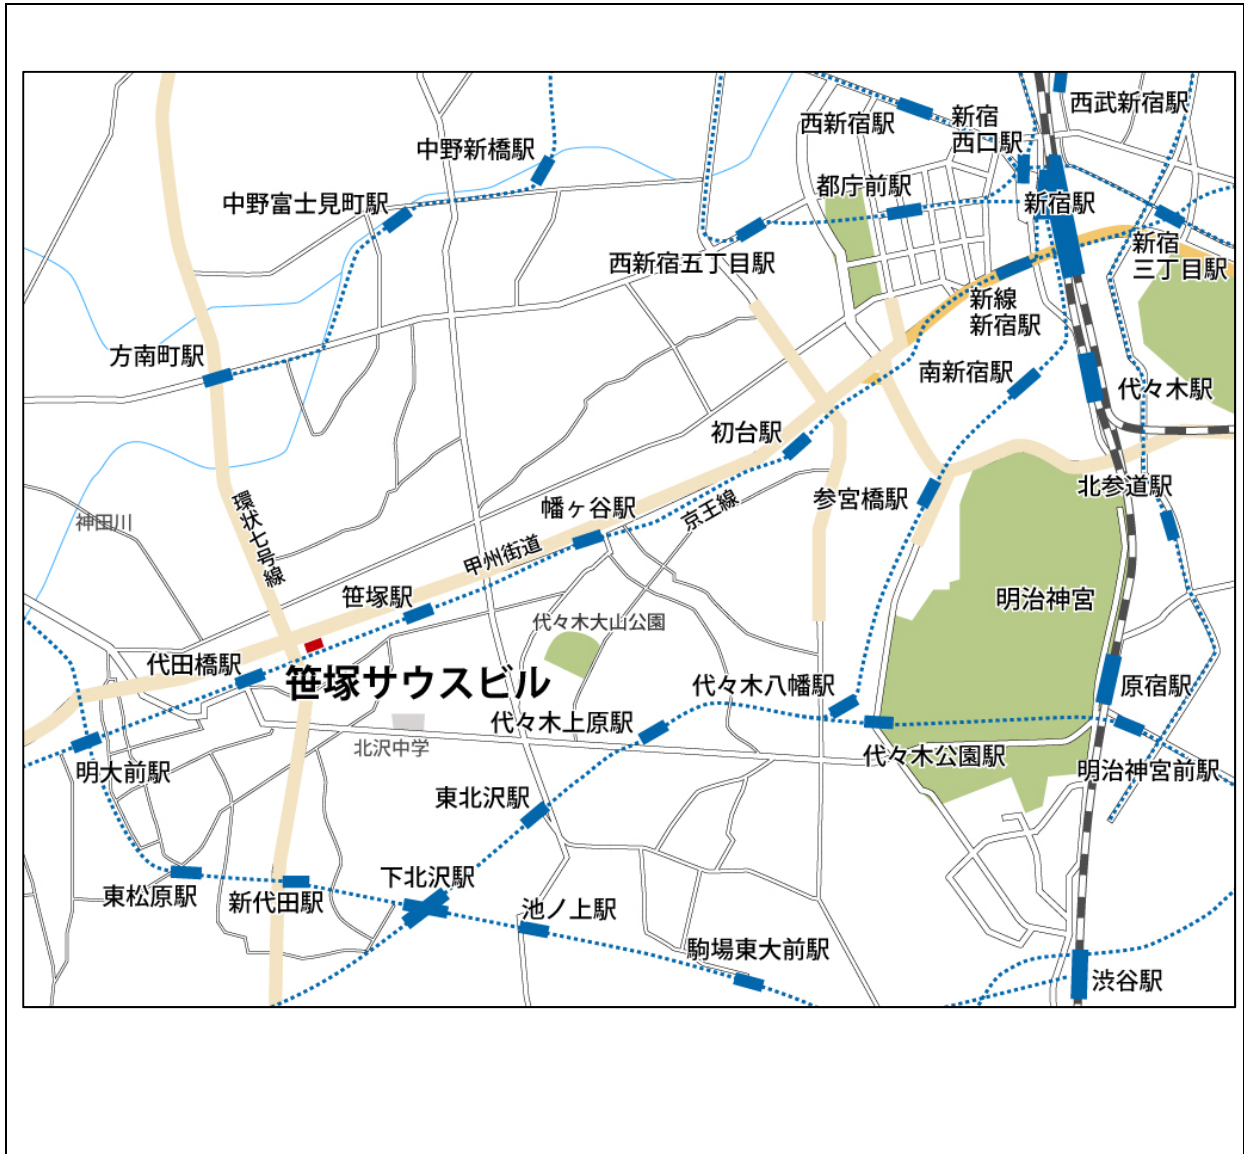 西武新宿駅
西新宿駅
新宿
西口駅
中野新橋駅
都庁前駅
中野富士見町駅
新宿駅
西新宿五丁目駅
新宿
三丁目駅
新線
新宿駅
方南町駅
南新宿駅
代々木駅
初台駅
北参道駅
参宮橋駅
環状七号線
神田川
幡ヶ谷駅
京王線
甲州街道
笹塚駅
明治神宮
代々木大山公園
代田橋駅
笹塚サウスビル
代々木八幡駅
原宿駅
代々木上原駅
北沢中学
代々木公園駅
明大前駅
明治神宮前駅
東北沢駅
下北沢駅
東松原駅
新代田駅
池ノ上駅
駒場東大前駅
渋谷駅